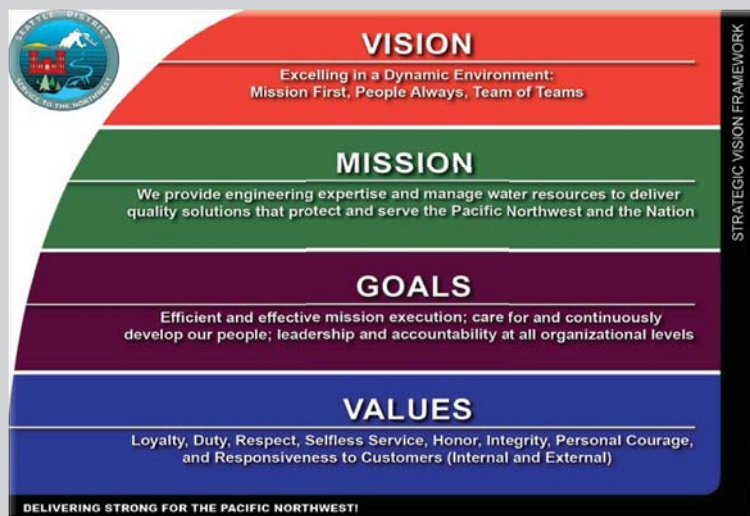 SEATTLE DISTRICT
SERVICE TO THE NORTHWEST
VISION
Excelling in a Dynamic Environment:
Mission First, People Always, Team of Teams
MISSION
We provide engineering expertise and manage water resources to deliver
quality solutions that protect and serve the Pacific Northwest and the Nation
GOALS
Efficient and effective mission execution; care for and continuously
develop our people; leadership and accountability at all organizational levels
VALUES
Loyalty, Duty, Respect, Selfless Service, Honor, Integrity, Personal Courage,
and Responsiveness to Customers (Internal and External)
STRATEGIC VISION FRAMEWORK
DELIVERING STRONG FOR THE PACIFIC NORTHWEST!